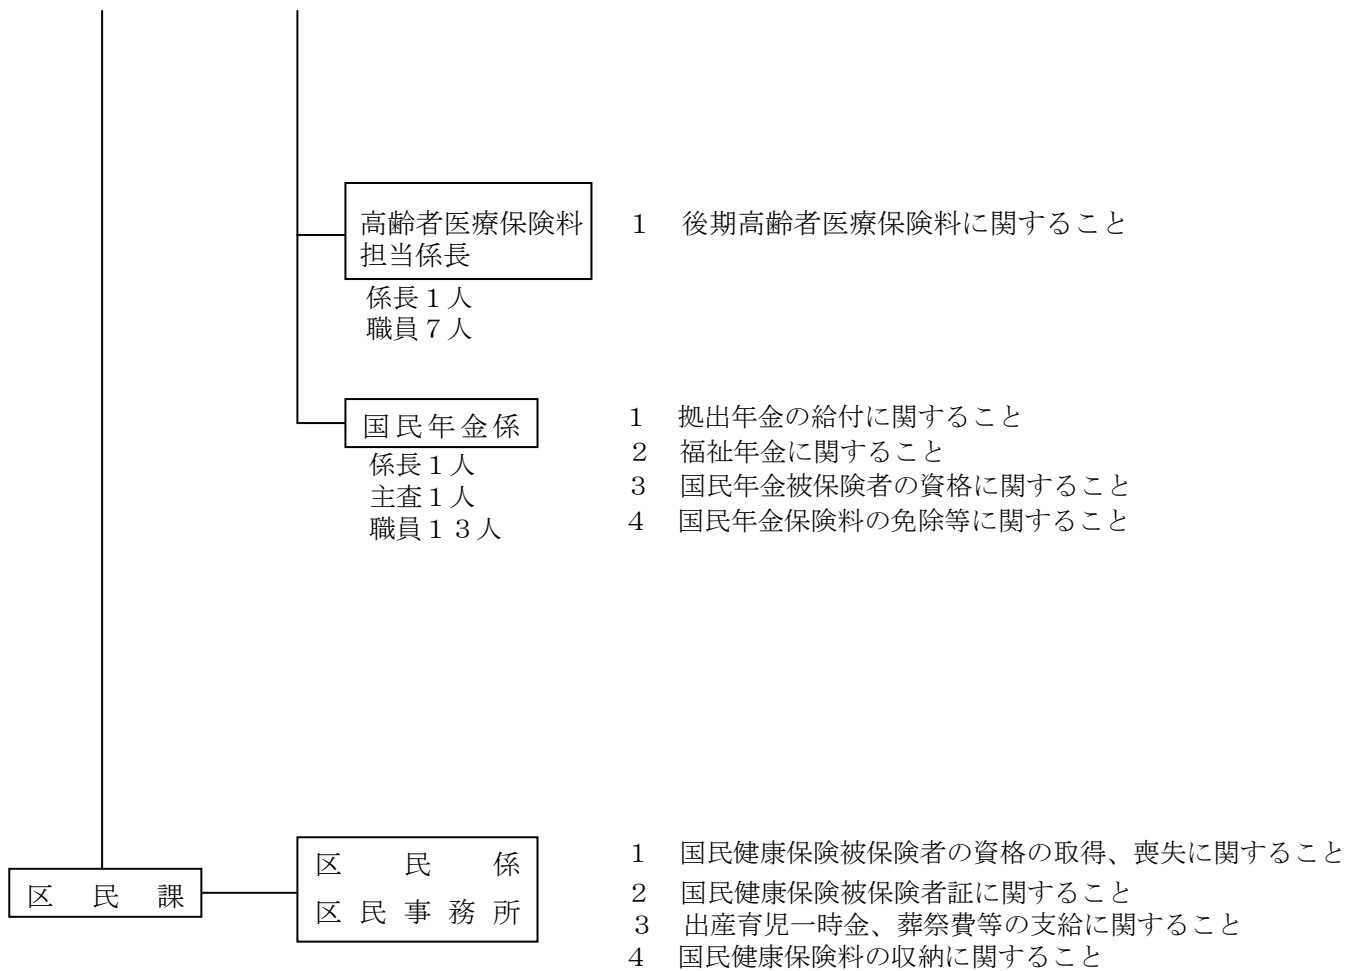 高齢者医療保険料
担当係長
1 後期高齢者医療保険料に関すること
係長１人
職員７人
国民年金係
係長１人
主査１人
職員１３人
1 拠出年金の給付に関すること
2 福祉年金に関すること
3 国民年金被保険者の資格に関すること
4 国民年金保険料の免除等に関すること
区民課
区民係
区民事務所
1 国民健康保険被保険者の資格の取得、喪失に関すること
2 国民健康保険被保険者証に関すること
3 出産育児一時金、葬祭費等の支給に関すること
4 国民健康保険料の収納に関すること